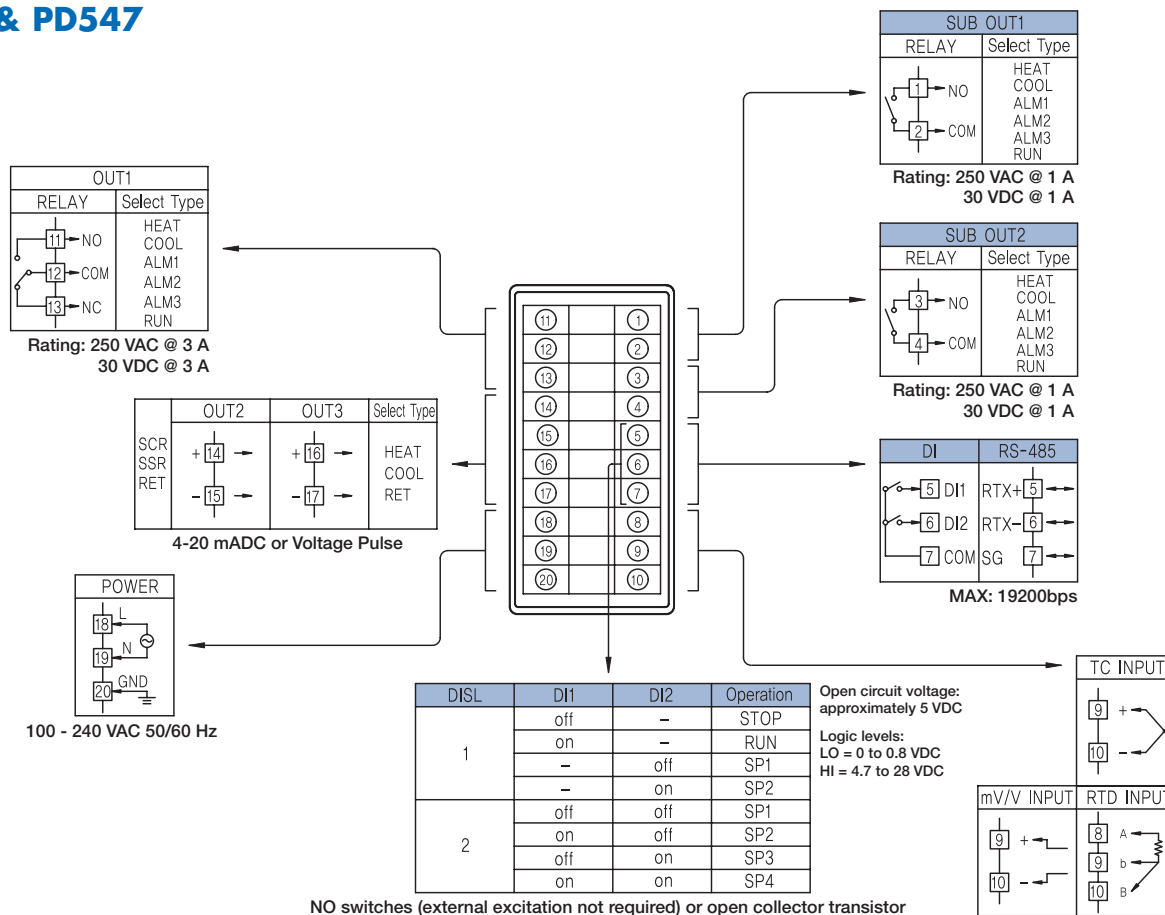 & PD547
SUB OUT1
RELAY Select Type
1 NO
2 COM
HEAT
COOL
ALM1
ALM2
ALM3
RUN
Rating: 250 VAC @ 1 A
30 VDC @ 1 A
OUT1
RELAY Select Type
11 NO
12 COM
13 NC
HEAT
COOL
ALM1
ALM2
ALM3
RUN
Rating: 250 VAC @ 3 A
30 VDC @ 3 A
SUB OUT2
RELAY Select Type
3 NO
4 COM
HEAT
COOL
ALM1
ALM2
ALM3
RUN
Rating: 250 VAC @ 1 A
30 VDC @ 1 A
11 1
12 2
13 3
14 4
15 5
16 6
17 7
18 8
19 9
20 10
OUT2 OUT3 Select Type
SCR
SSR
RET
+ 14 + 16
- 15 - 17
HEAT
COOL
RET
4-20 mADC or Voltage Pulse
DI RS-485
5 DI1 RTX+ 5
6 DI2 RTX- 6
7 COM SG 7
MAX: 19200bps
POWER
18 L
19 N
20 GND
100 - 240 VAC 50/60 Hz
DISL DI1 DI2 Operation
1 off – STOP
on – RUN
– off SP1
– on SP2
2 off off SP1
on off SP2
off on SP3
on on SP4
Open circuit voltage:
approximately 5 VDC
Logic levels:
LO = 0 to 0.8 VDC
HI = 4.7 to 28 VDC
NO switches (external excitation not required) or open collector transistor
TC INPUT
9 +
10 -
mV/V INPUT RTD INPUT
9 +
10 -
8 A
9 b
10 B